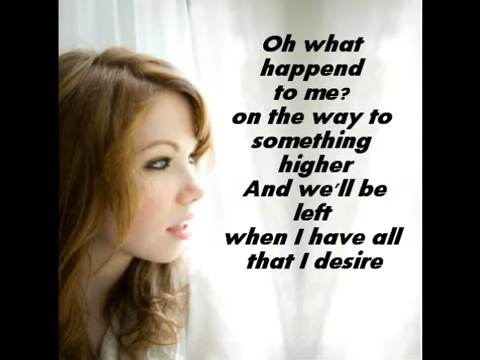 Oh what
happend
to me?
on the way to
something
higher
And we'll be
left
when I have all
that I desire